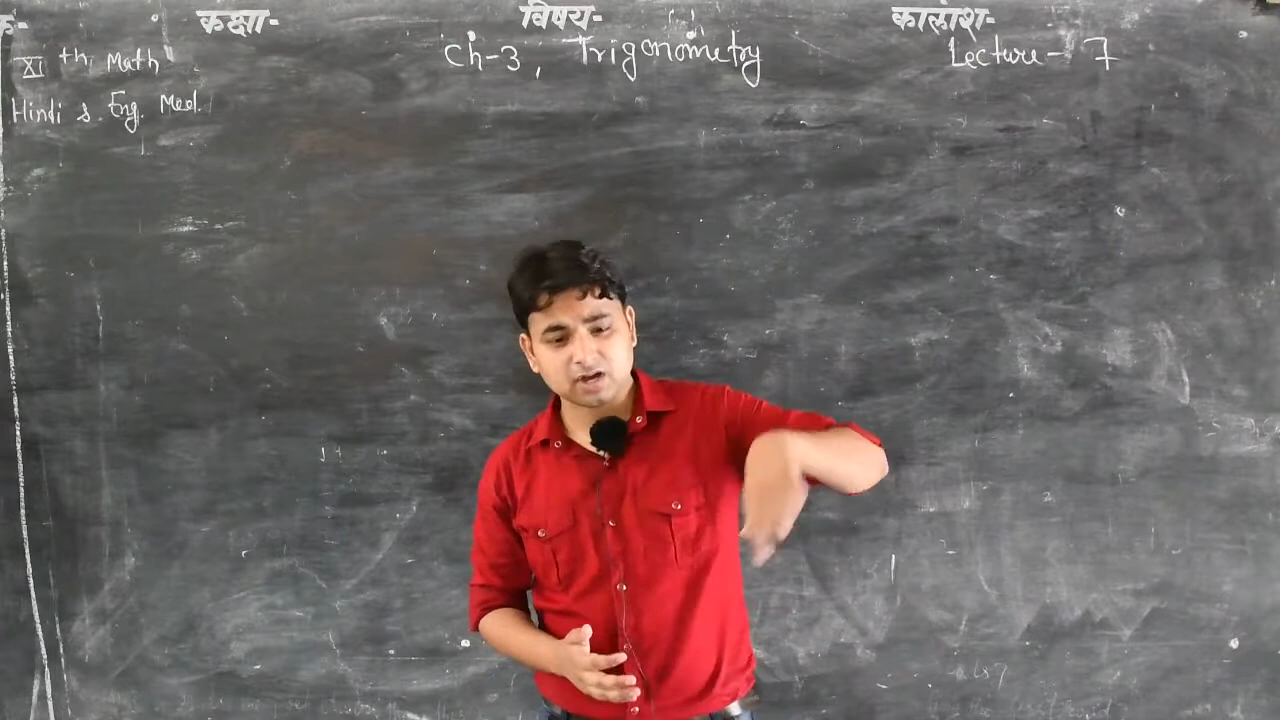 कक्षा- विषय- कालांश-
XI th Math Ch-3, Trigonometry Lecture - 7
Hindi & Eng. Med.